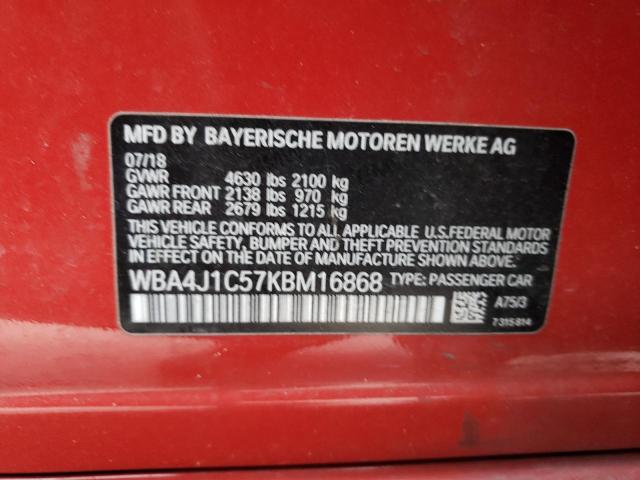 MFD BY BAYERISCHE MOTOREN WERKE AG
07/18
GVWR 4630 lbs 2100 kg
GAWR FRONT 2138 lbs 970 kg
GAWR REAR 2679 lbs 1215 kg
THIS VEHICLE CONFORMS TO ALL APPLICABLE U.S.FEDERAL MOTOR
VEHICLE SAFETY, BUMPER AND THEFT PREVENTION STANDARDS
IN EFFECT ON THE DATE OF MANUFACTURE SHOWN ABOVE.
WBA4J1C57KBM16868 TYPE: PASSENGER CAR
A75/3
7315814